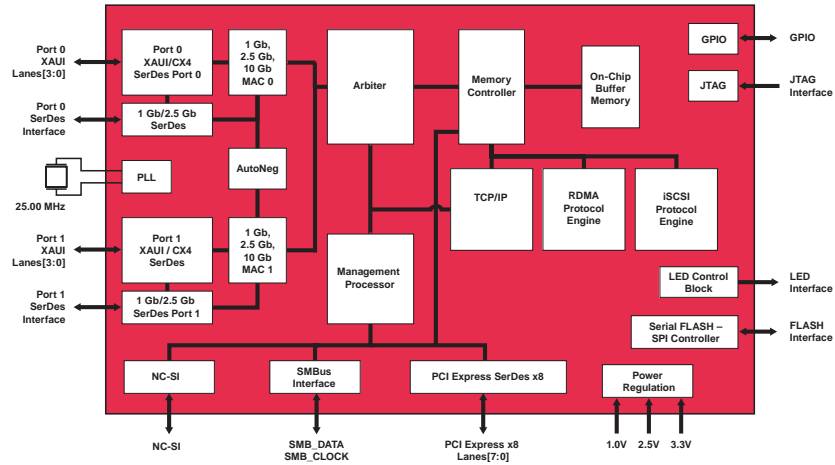 Port 0
XAUI
Lanes[3:0]
Port 0
XAUI/CX4
SerDes Port 0
1 Gb,
2.5 Gb,
10 Gb
MAC 0
Arbiter
Memory
Controller
On-Chip
Buffer
Memory
GPIO
GPIO
JTAG
JTAG
Interface
Port 0
SerDes
Interface
1 Gb/2.5 Gb
SerDes
PLL
25.00 MHz
AutoNeg
TCP/IP
RDMA
Protocol
Engine
iSCSI
Protocol
Engine
Port 1
XAUI
Lanes[3:0]
Port 1
XAUI / CX4
SerDes
1 Gb,
2.5 Gb,
10 Gb
MAC 1
Management
Processor
LED Control
Block
LED
Interface
Port 1
SerDes
Interface
1 Gb/2.5 Gb
SerDes Port 1
Serial FLASH –
SPI Controller
FLASH
Interface
NC-SI
SMBus
Interface
PCI Express SerDes x8
Power
Regulation
NC-SI
SMB_DATA
SMB_CLOCK
PCI Express x8
Lanes[7:0]
1.0V
2.5V
3.3V